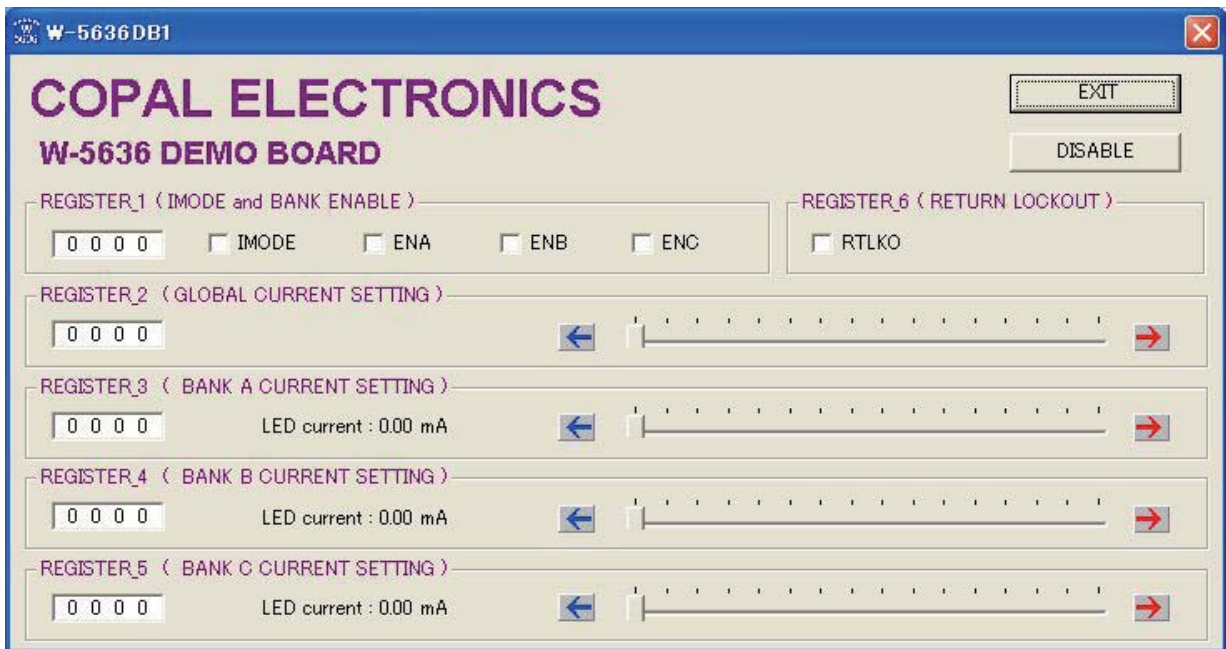 W-5636DB1
COPAL ELECTRONICS
EXIT
W-5636 DEMO BOARD
DISABLE
REGISTER_1 ( IMODE and BANK ENABLE )
REGISTER_6 ( RETURN LOCKOUT )
0 0 0 0 IMODE ENA ENB ENC
RTLKO
REGISTER_2 ( GLOBAL CURRENT SETTING )
0 0 0 0
REGISTER_3 ( BANK A CURRENT SETTING )
0 0 0 0 LED current : 0.00 mA
REGISTER_4 ( BANK B CURRENT SETTING )
0 0 0 0 LED current : 0.00 mA
REGISTER_5 ( BANK C CURRENT SETTING )
0 0 0 0 LED current : 0.00 mA